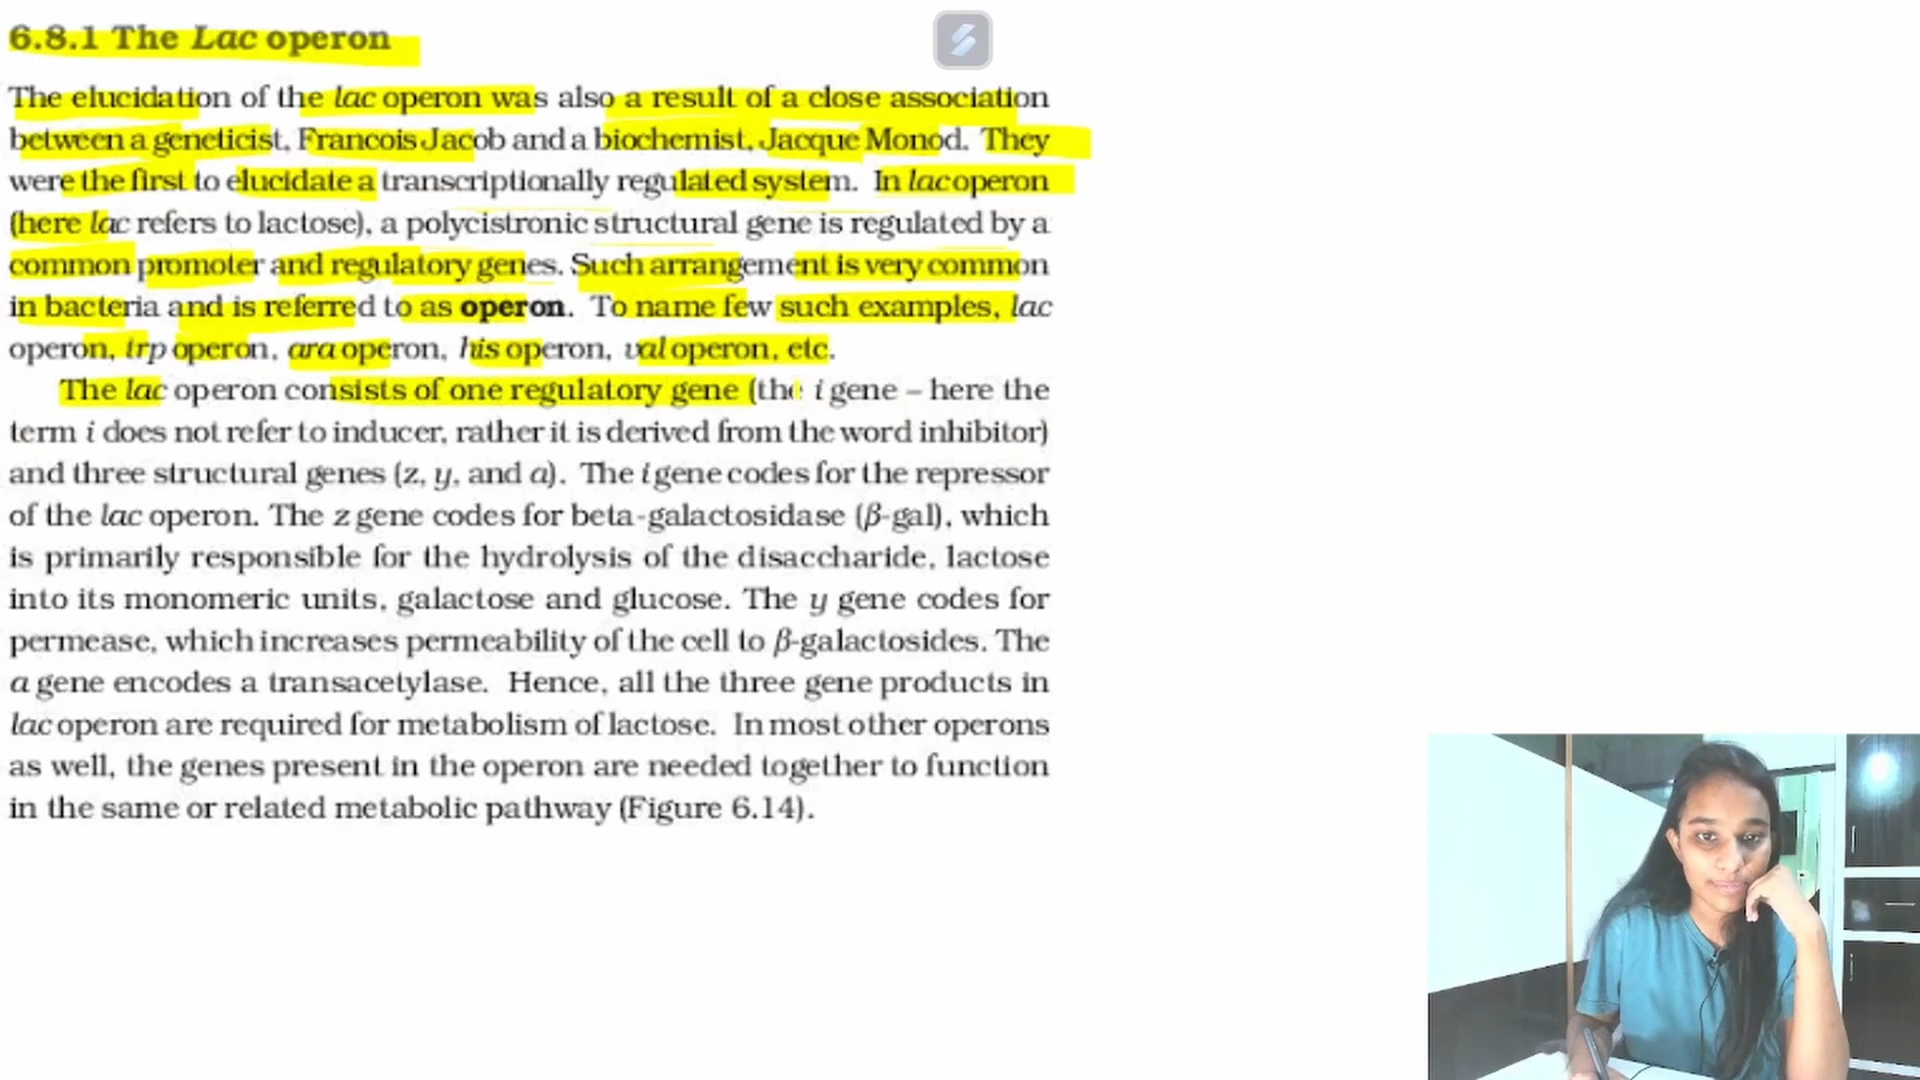 6.8.1 The Lac operon
The elucidation of the lac operon was also a result of a close association
between a geneticist, Francois Jacob and a biochemist, Jacque Monod. They
were the first to elucidate a transcriptionally regulated system. In lac operon
(here lac refers to lactose), a polycistronic structural gene is regulated by a
common promoter and regulatory genes. Such arrangement is very common
in bacteria and is referred to as operon. To name few such examples, lac
operon, trp operon, ara operon, his operon, val operon, etc.
The lac operon consists of one regulatory gene (the i gene – here the
term i does not refer to inducer, rather it is derived from the word inhibitor)
and three structural genes (z, y, and a). The i gene codes for the repressor
of the lac operon. The z gene codes for beta-galactosidase (β-gal), which
is primarily responsible for the hydrolysis of the disaccharide, lactose
into its monomeric units, galactose and glucose. The y gene codes for
permease, which increases permeability of the cell to β-galactosides. The
a gene encodes a transacetylase. Hence, all the three gene products in
lac operon are required for metabolism of lactose. In most other operons
as well, the genes present in the operon are needed together to function
in the same or related metabolic pathway (Figure 6.14).